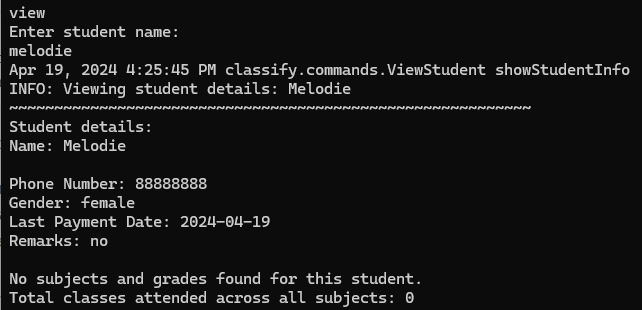 view
Enter student name:
melodie
Apr 19, 2024 4:25:45 PM classify.commands.ViewStudent showStudentInfo
INFO: Viewing student details: Melodie
~~~~~~~~~~~~~~~~~~~~~~~~~~~~~~~~~~~~~~~~~~~~~~~~~~~~~~~~~~
Student details:
Name: Melodie
Phone Number: 88888888
Gender: female
Last Payment Date: 2024-04-19
Remarks: no
No subjects and grades found for this student.
Total classes attended across all subjects: 0